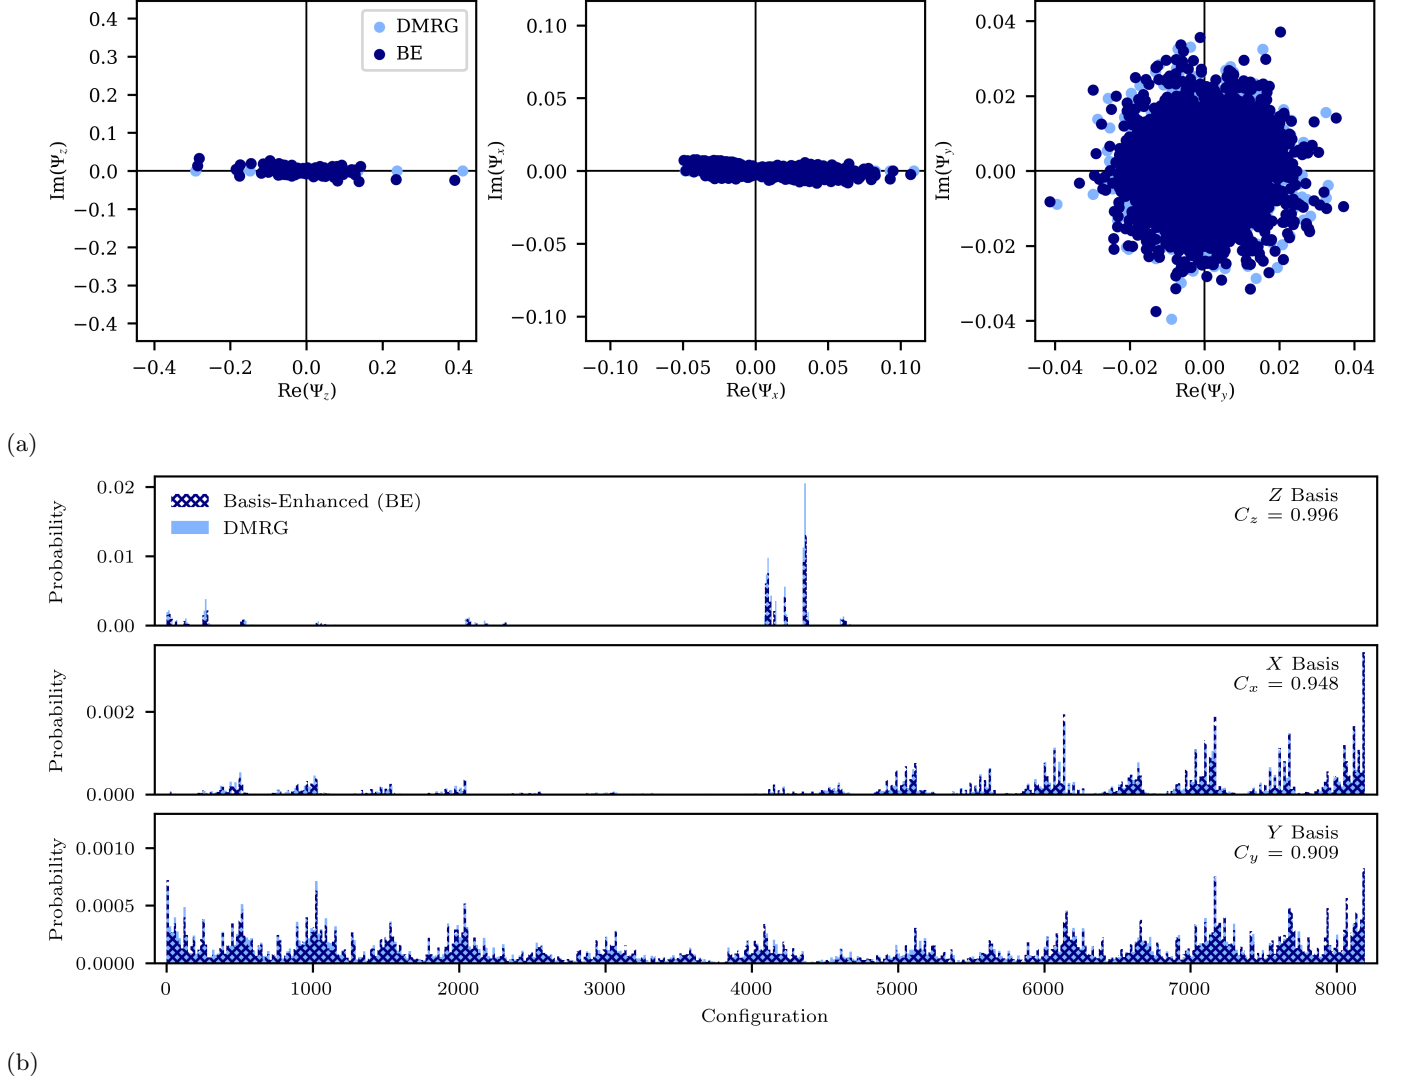 0.4
0.3
0.2
0.1
0.0
−0.1
−0.2
−0.3
−0.4
Im(Ψz)
−0.4 −0.2 0.0 0.2 0.4
Re(Ψz)
DMRG
BE
0.10
0.05
0.00
−0.05
−0.10
Im(Ψx)
−0.10 −0.05 0.00 0.05 0.10
Re(Ψx)
0.04
0.02
0.00
−0.02
−0.04
Im(Ψy)
−0.04 −0.02 0.00 0.02 0.04
Re(Ψy)
(a)
0.02
0.01
0.00
Probability
Basis-Enhanced (BE)
DMRG
Z Basis
Cz = 0.996
0.002
0.000
Probability
X Basis
Cx = 0.948
0.0010
0.0005
0.0000
Probability
Y Basis
Cy = 0.909
0 1000 2000 3000 4000 5000 6000 7000 8000
Configuration
(b)